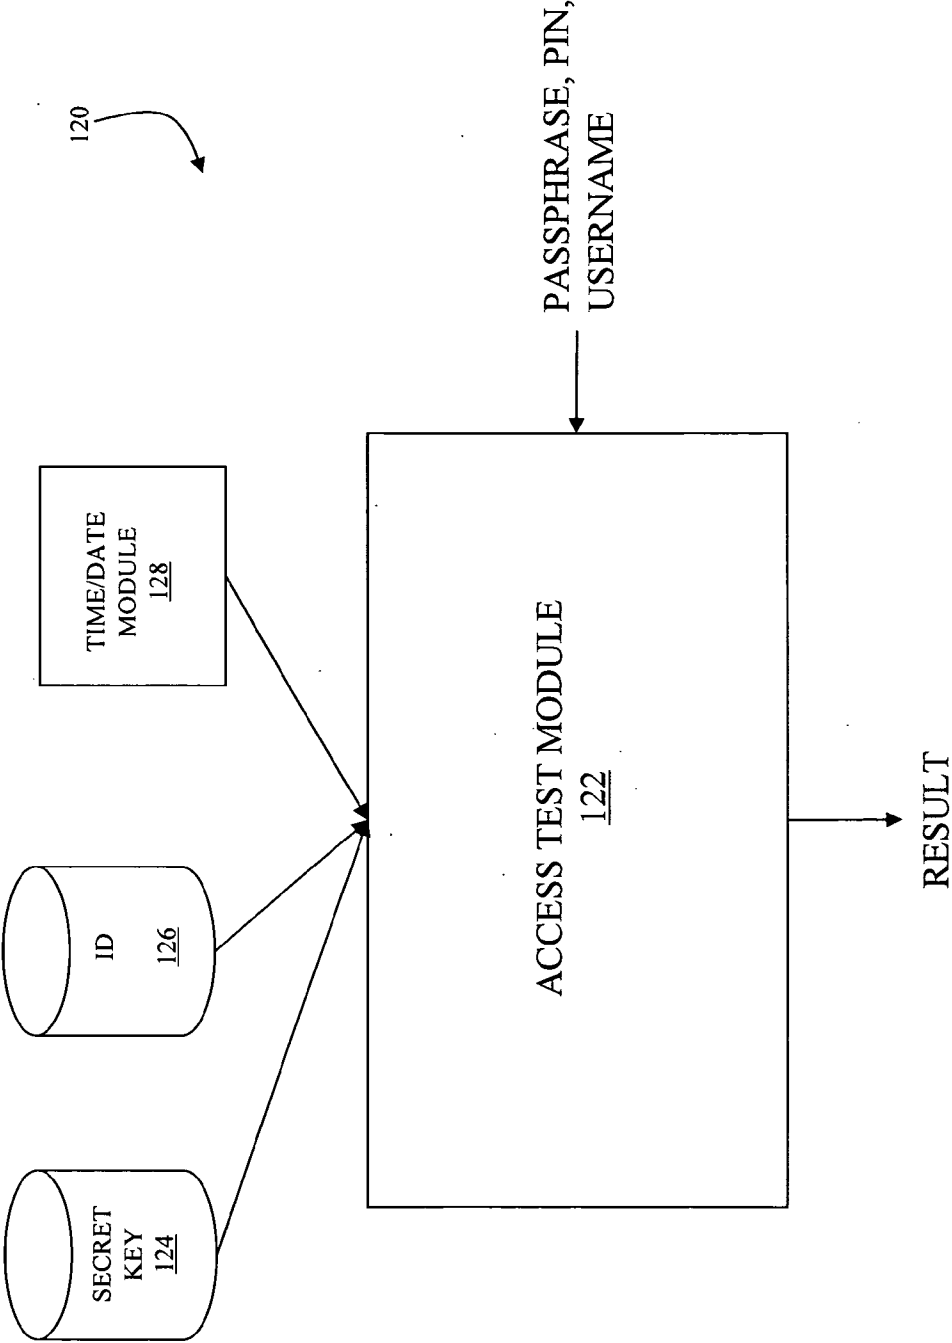 120
SECRET
KEY
124
ID
126
TIME/DATE
MODULE
128
ACCESS TEST MODULE
122
PASSPHRASE, PIN,
USERNAME
RESULT